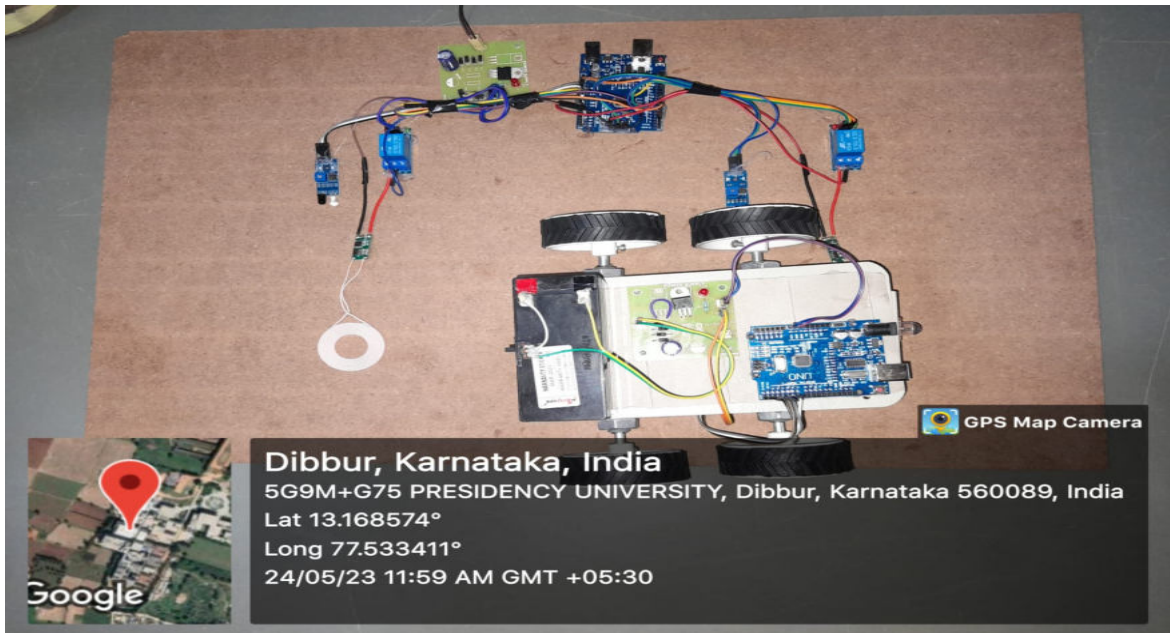 UNO
GPS Map Camera
Dibbur, Karnataka, India
5G9M+G75 PRESIDENCY UNIVERSITY, Dibbur, Karnataka 560089, India
Lat 13.168574°
Long 77.533411°
24/05/23 11:59 AM GMT +05:30
Google